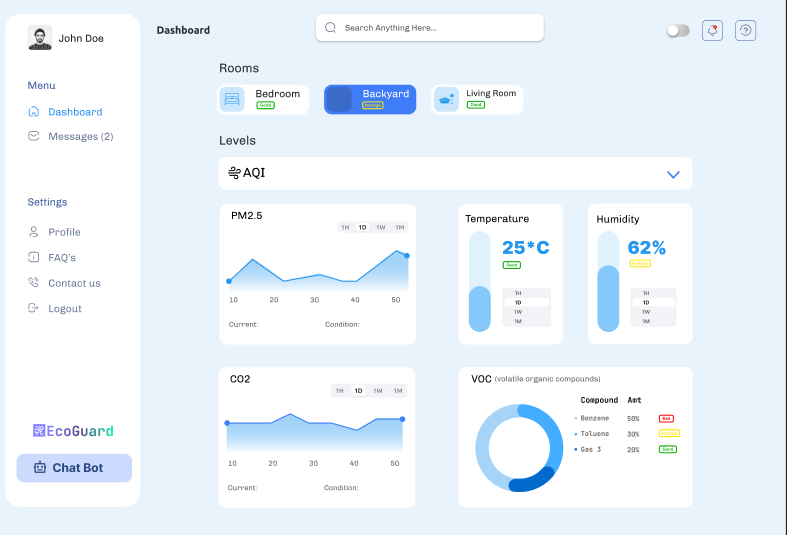 John Doe
Dashboard
Search Anything Here...
Menu
Dashboard
Messages (2)
Settings
Profile
FAQ's
Contact us
Logout
EcoGuard
Chat Bot
Rooms
Bedroom
Good
Backyard
Average
Living Room
Good
Levels
AQI
PM2.5
1H 1D 1W 1M
10 20 30 40 50
Current: Condition:
Temperature
25*C
Good
1H
1D
1W
1M
Humidity
62%
Average
1H
1D
1W
1M
CO2
1H 1D 1W 1M
10 20 30 40 50
Current: Condition:
VOC (volatile organic compounds)
Compound Amt
Benzene 50% Bad
Toluene 30% Average
Gas 3 20% Good